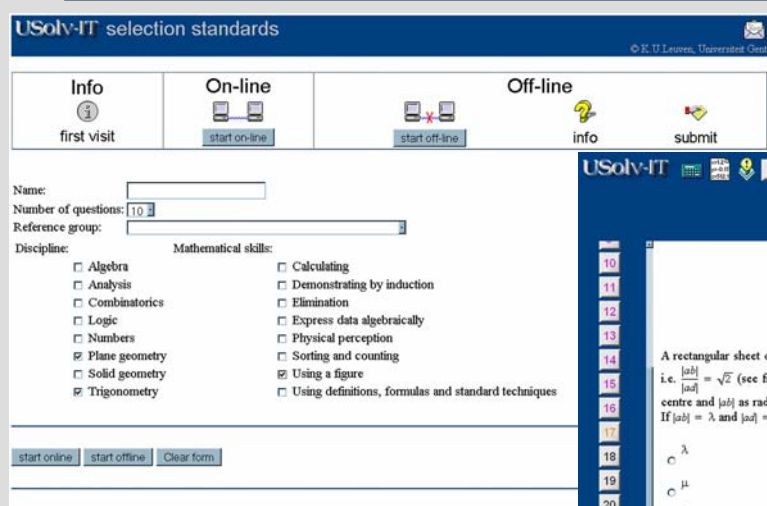 USolv-IT selection standards
© K. U. Leuven, Universiteit Gent
Info
first visit
On-line
start on-line
Off-line
start off-line
info
submit
Name:
Number of questions: 10
Reference group:
Discipline:
Algebra
Analysis
Combinatorics
Logic
Numbers
Plane geometry
Solid geometry
Trigonometry
Mathematical skills:
Calculating
Demonstrating by induction
Elimination
Express data algebraically
Physical perception
Sorting and counting
Using a figure
Using definitions, formulas and standard techniques
start online
start offline
Clear form
USolv-IT
10
11
12
13
14
15
16
17
18
19
20
A rectangular sheet
i.e. |ab|/|ad| = √2 (see
centre and |ab| as rad
If |ab| = λ and |ad| =
λ
μ